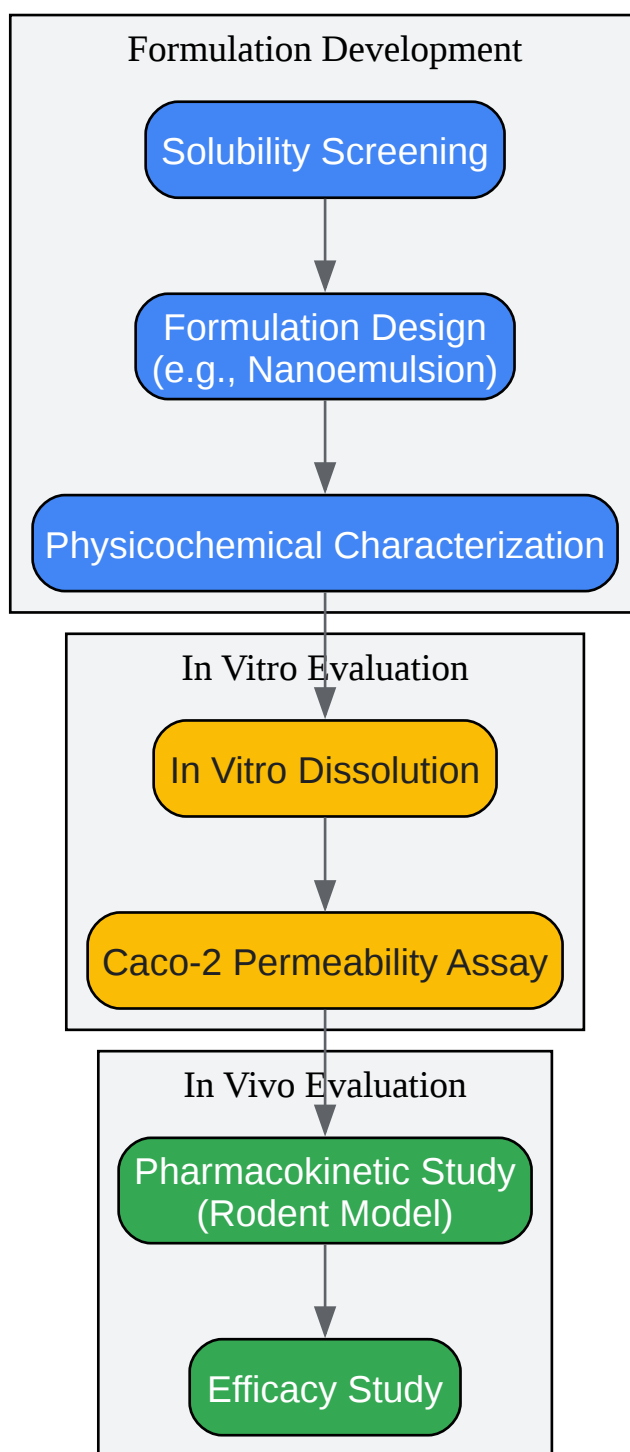 Formulation Development
Solubility Screening
Formulation Design
(e.g., Nanoemulsion)
Physicochemical Characterization
In Vitro Evaluation
In Vitro Dissolution
Caco-2 Permeability Assay
In Vivo Evaluation
Pharmacokinetic Study
(Rodent Model)
Efficacy Study